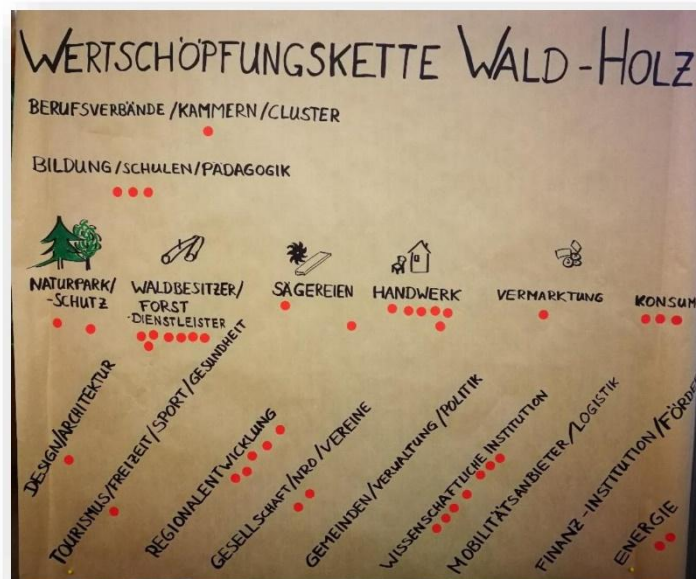 WERTSCHÖPFUNGSKETTE WALD-HOLZ
BERUFSVERBÄNDE/KAMMERN/CLUSTER
BILDUNG/SCHULEN/PÄDAGOGIK
NATURPARK/
-SCHUTZ
WALDBESITZER/
FORST
-DIENSTLEISTER
SÄGEREIEN
HANDWERK
VERMARKTUNG
KONSUM
DESIGN/ARCHITEKTUR
TOURISMUS/FREIZEIT/SPORT/GESUNDHEIT
REGIONALENTWICKLUNG
GESELLSCHAFT/NRO/VEREINE
GEMEINDEN/VERWALTUNG/POLITIK
WISSENSCHAFTLICHE INSTITUTION
MOBILITÄTSANBIETER/LOGISTIK
FINANZ-INSTITUTION/FÖRDE
ENERGIE